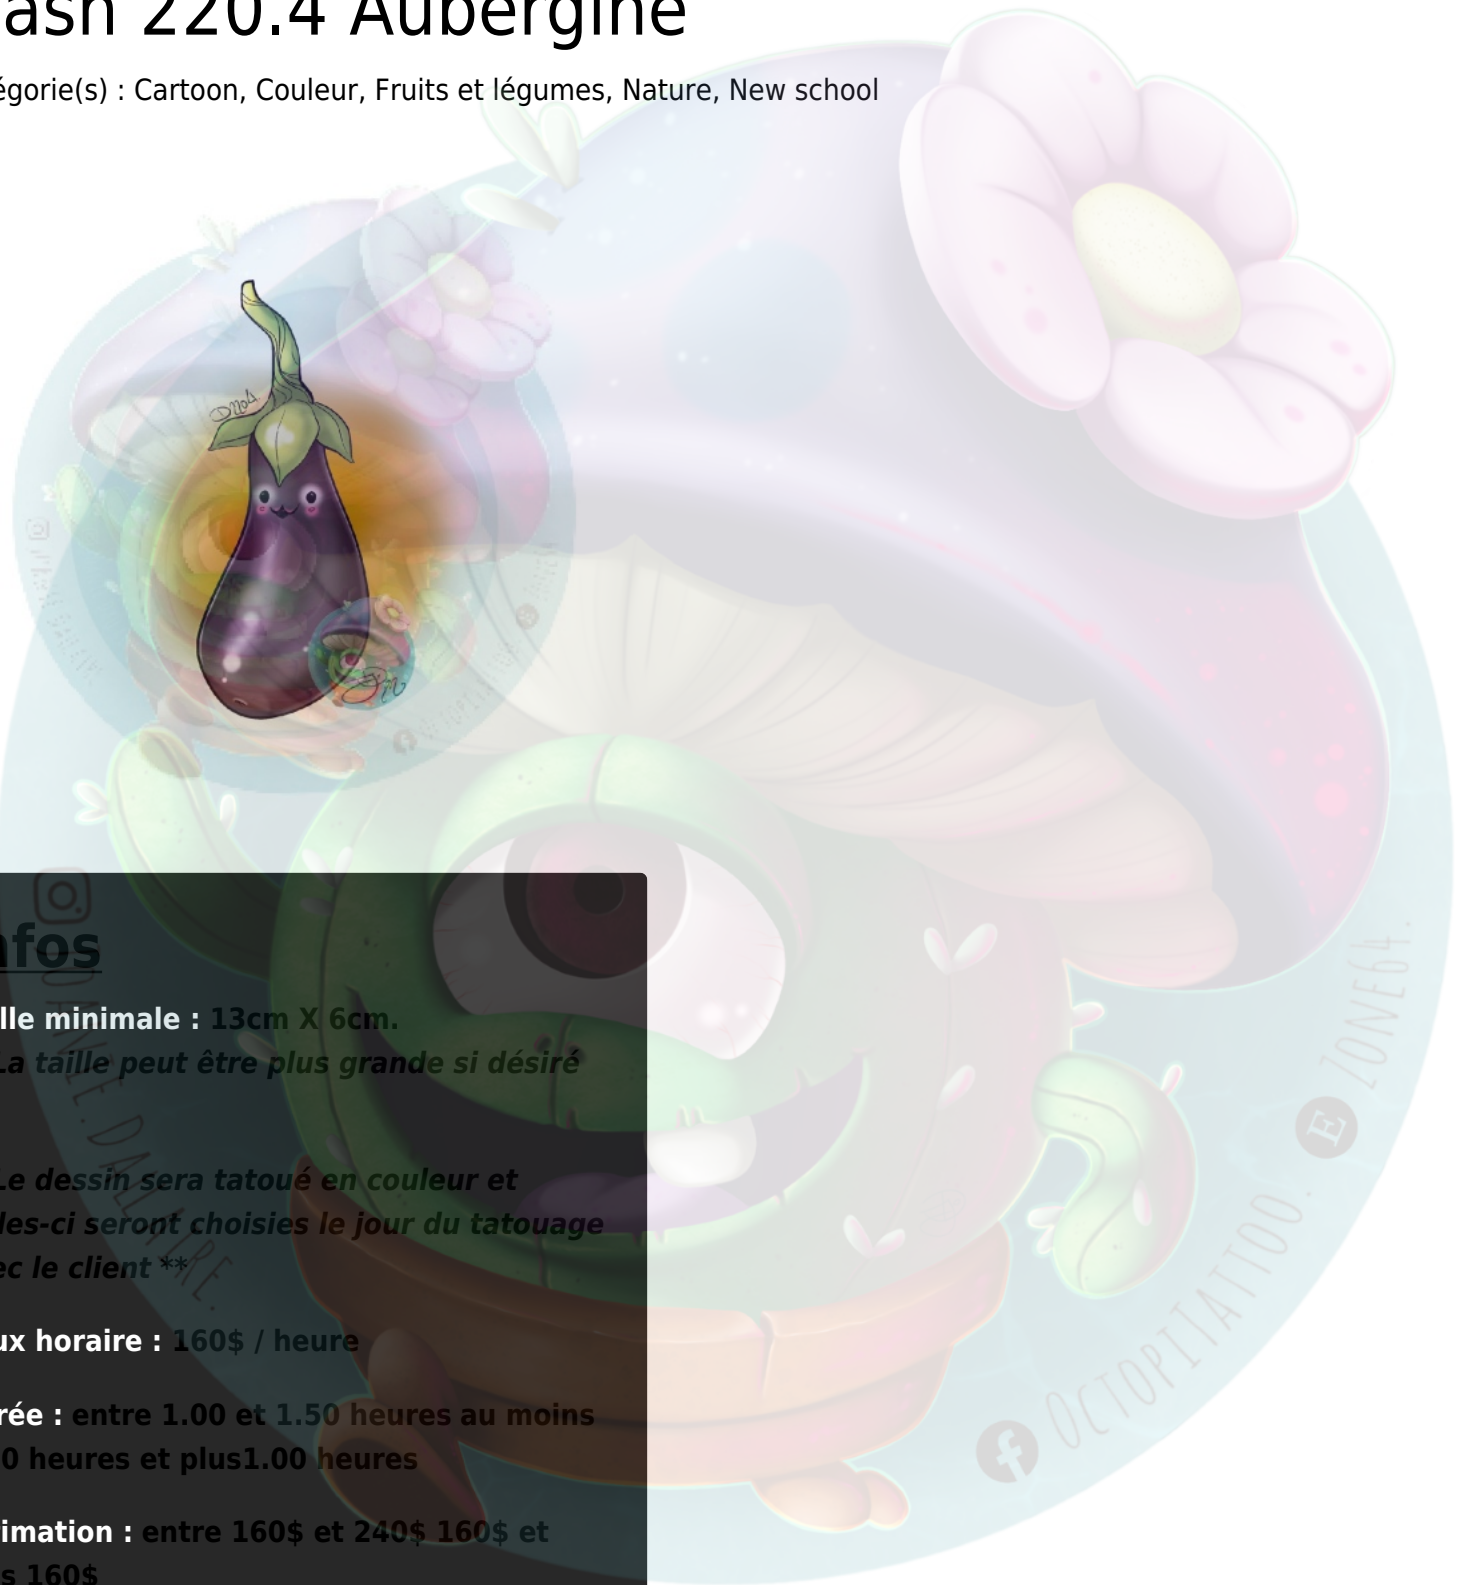 ash 220.4 Aubergine
égorie(s) : Cartoon, Couleur, Fruits et légumes, Nature, New school
nfos
lle minimale : 13cm X 6cm.
La taille peut être plus grande si désiré
Le dessin sera tatoué en couleur et
les-ci seront choisies le jour du tatouage
ec le client **
ux horaire : 160$ / heure
rée : entre 1.00 et 1.50 heures au moins
0 heures et plus1.00 heures
imation : entre 160$ et 240$ 160$ et
s 160$
.DALLAIRE.
OCTOPITATTOO.
ZONE64.